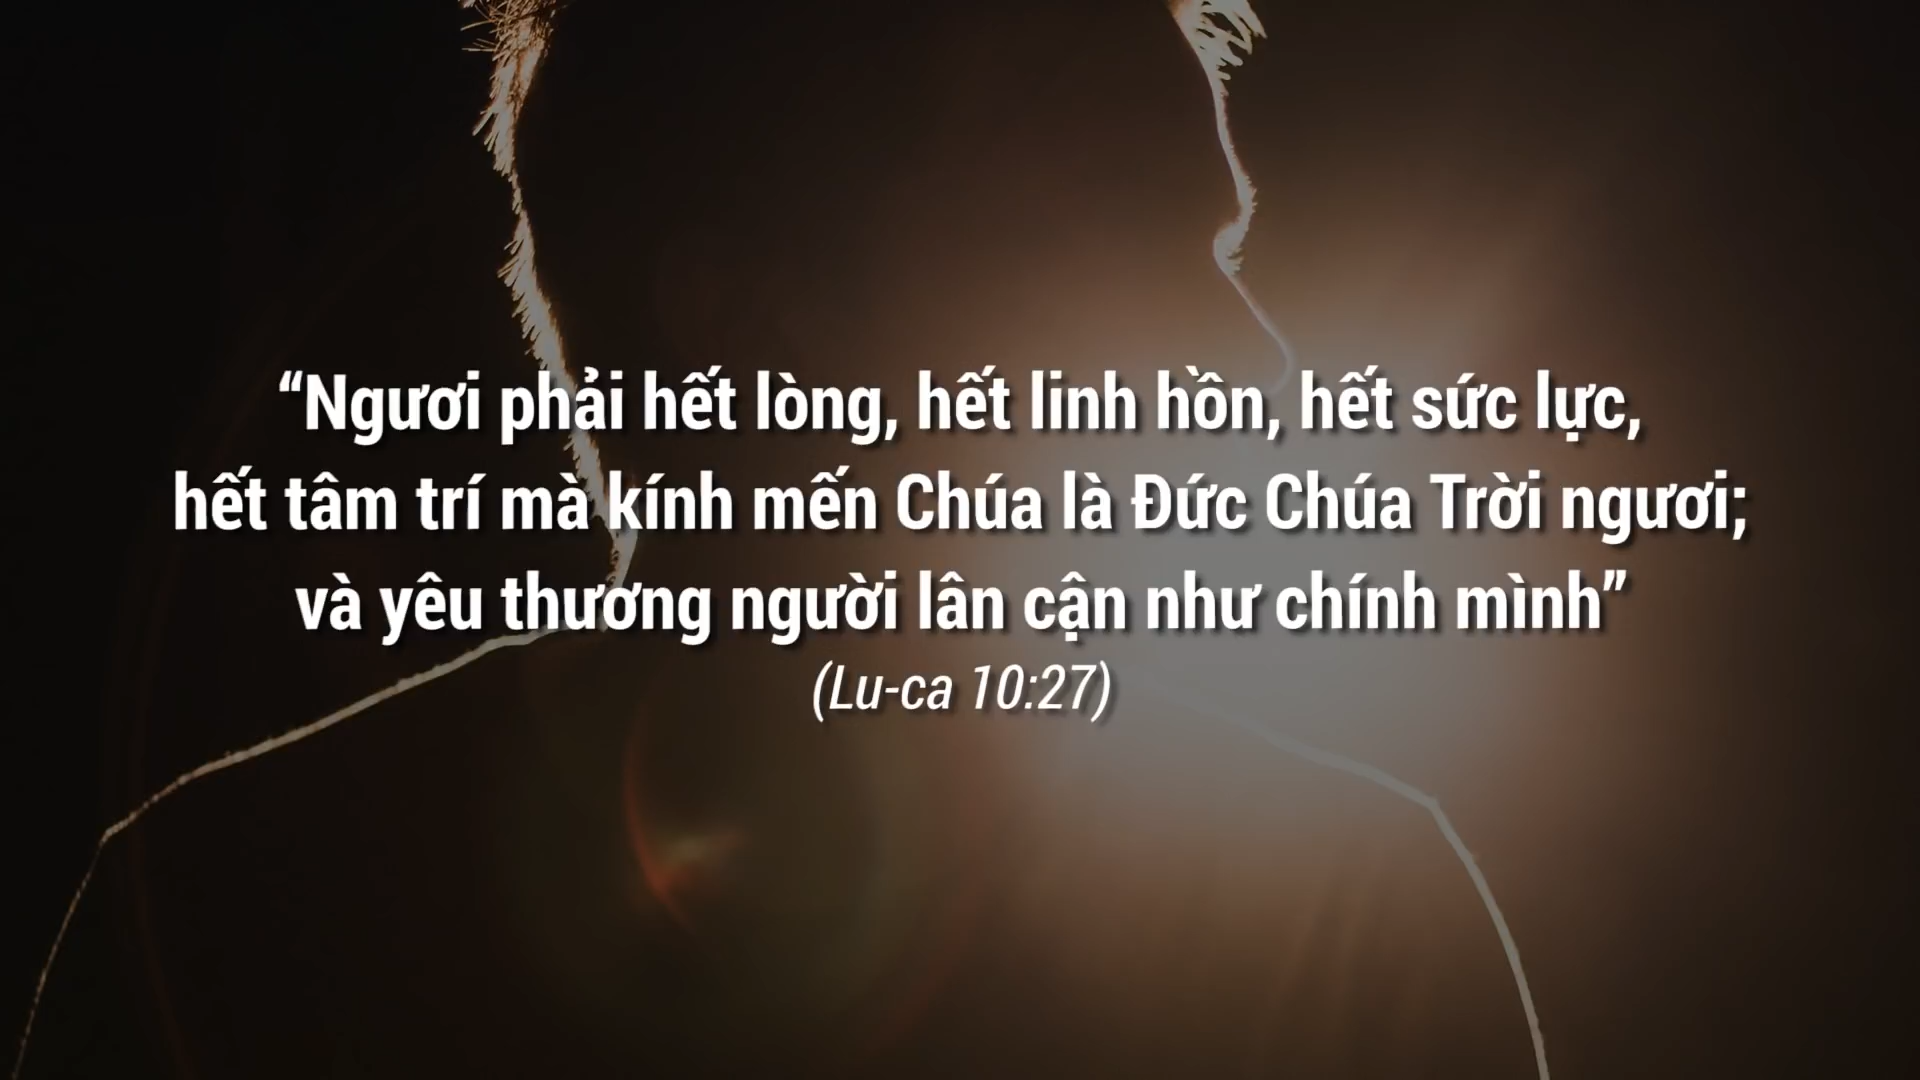 “Ngươi phải hết lòng, hết linh hồn, hết sức lực,
hết tâm trí mà kính mến Chúa là Đức Chúa Trời ngươi;
và yêu thương người lân cận như chính mình”
(Lu-ca 10:27)